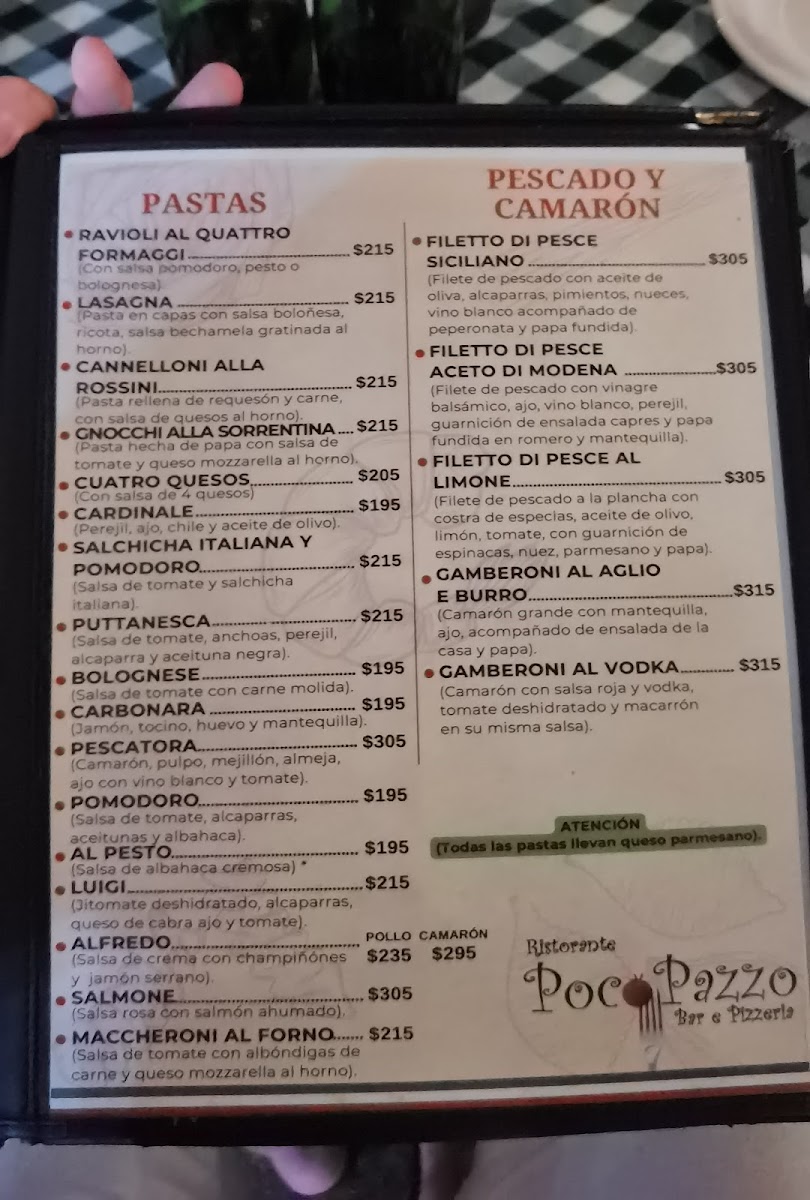 PASTAS
• RAVIOLI AL QUATTRO
FORMAGGI........................$215
(Con salsa pomodoro, pesto o
bolognesa).
• LASAGNA........................$215
(Pasta en capas con salsa boloñesa,
ricota, salsa bechamela gratinada al
horno).
• CANNELLONI ALLA
ROSSINI........................$215
(Pasta rellena de requesón y carne,
con salsa de quesos al horno).
• GNOCCHI ALLA SORRENTINA....$215
(Pasta hecha de papa con salsa de
tomate y queso mozzarella al horno).
• CUATRO QUESOS........................$205
(Con salsa de 4 quesos)
• CARDINALE........................$195
(Perejil, ajo, chile y aceite de olivo).
• SALCHICHA ITALIANA Y
POMODORO........................$215
(Salsa de tomate y salchicha
italiana).
• PUTTANESCA........................$215
(Salsa de tomate, anchoas, perejil,
alcaparra y aceituna negra).
• BOLOGNESE........................$195
(Salsa de tomate con carne molida).
• CARBONARA........................$195
(Jamón, tocino, huevo y mantequilla).
• PESCATORA........................$305
(Camarón, pulpo, mejillón, almeja,
ajo con vino blanco y tomate).
• POMODORO........................$195
(Salsa de tomate, alcaparras,
aceitunas y albahaca).
• AL PESTO........................$195
(Salsa de albahaca cremosa) *
• LUIGI........................$215
(Jitomate deshidratado, alcaparras,
queso de cabra ajo y tomate).
POLLO CAMARÓN
• ALFREDO........................$235 $295
(Salsa de crema con champiñónes
y jamón serrano).
• SALMONE........................$305
(Salsa rosa con salmón ahumado).
• MACCHERONI AL FORNO.......$215
(Salsa de tomate con albóndigas de
carne y queso mozzarella al horno).
PESCADO Y
CAMARÓN
• FILETTO DI PESCE
SICILIANO........................$305
(Filete de pescado con aceite de
oliva, alcaparras, pimientos, nueces,
vino blanco acompañado de
peperonata y papa fundida).
• FILETTO DI PESCE
ACETO DI MODENA........................$305
(Filete de pescado con vinagre
balsámico, ajo, vino blanco, perejil,
guarnición de ensalada capres y papa
fundida en romero y mantequilla).
• FILETTO DI PESCE AL
LIMONE........................$305
(Filete de pescado a la plancha con
costra de especias, aceite de olivo,
limón, tomate, con guarnición de
espinacas, nuez, parmesano y papa).
• GAMBERONI AL AGLIO
E BURRO........................$315
(Camarón grande con mantequilla,
ajo, acompañado de ensalada de la
casa y papa).
• GAMBERONI AL VODKA............$315
(Camarón con salsa roja y vodka,
tomate deshidratado y macarrón
en su misma salsa).
ATENCIÓN
(Todas las pastas llevan queso parmesano).
Ristorante
Poco Pazzo
Bar e Pizzeria